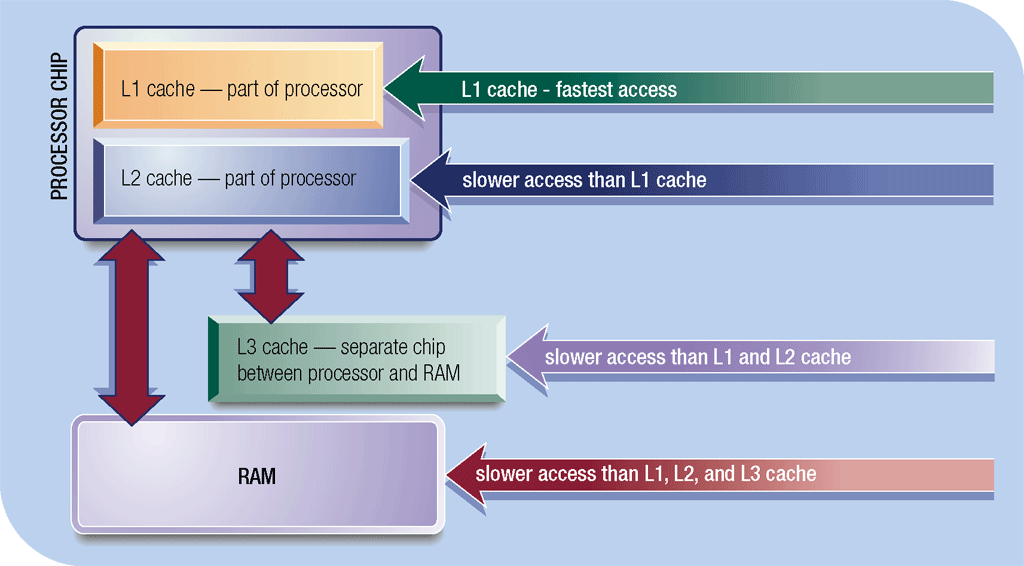 PROCESSOR CHIP
L1 cache — part of processor
L1 cache - fastest access
L2 cache — part of processor
slower access than L1 cache
L3 cache — separate chip
between processor and RAM
slower access than L1 and L2 cache
RAM
slower access than L1, L2, and L3 cache